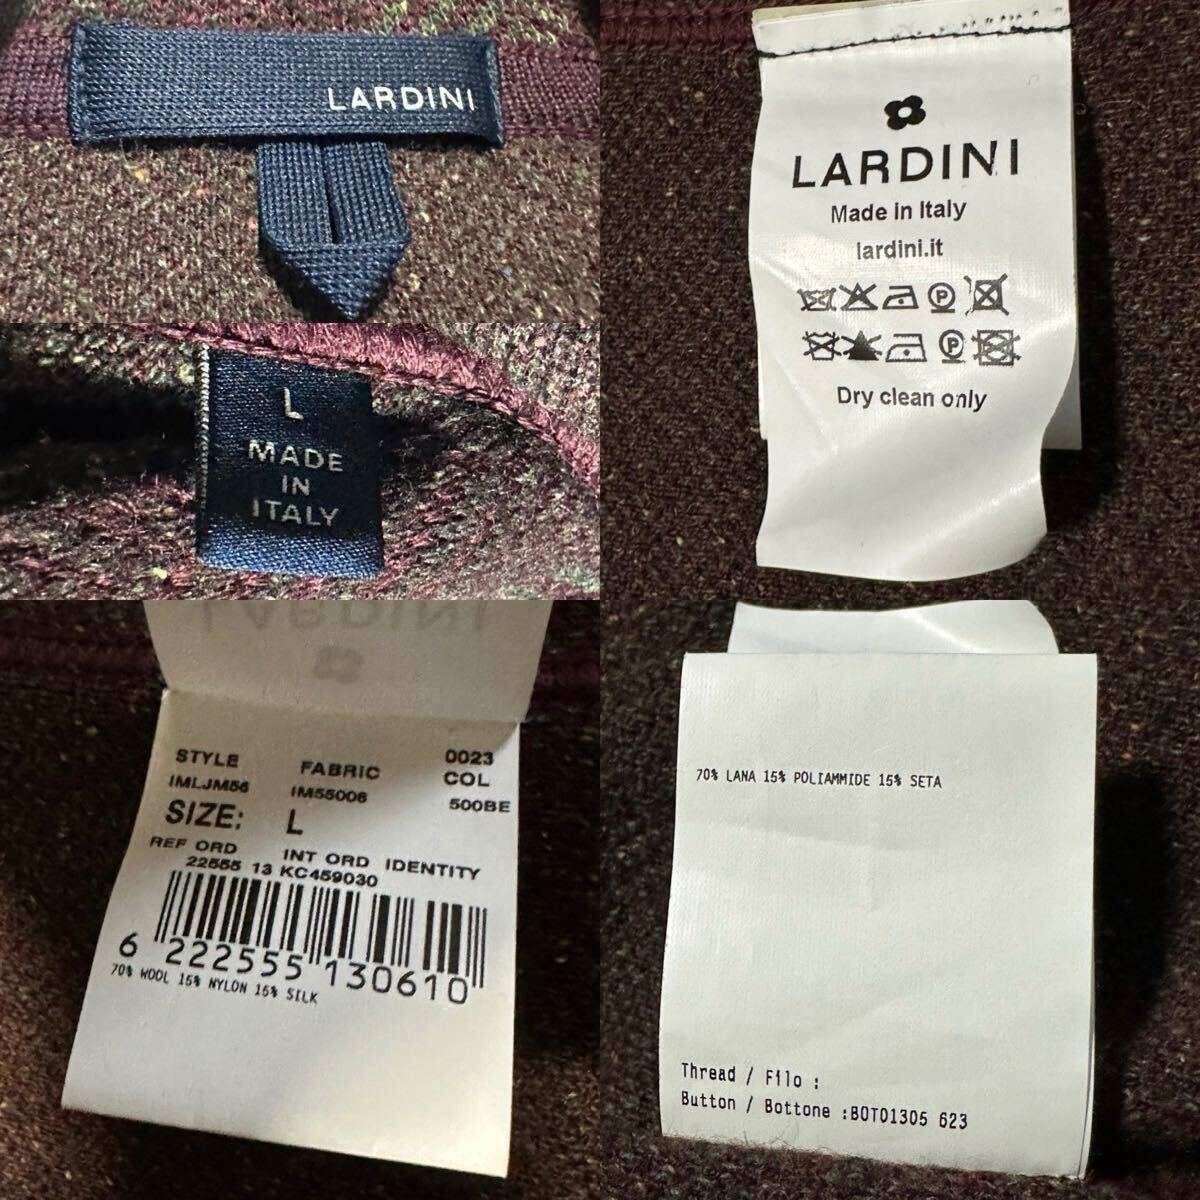 LARDINI
L
MADE
IN
ITALY
LARDINI
Made in Italy
lardini.it
P
P
Dry clean only
LARDINI
STYLE FABRIC 0023
COL
IMLJM56 IM55006 500BE
SIZE: L
REF ORD INT ORD IDENTITY
22555 13 KC459030
6 222555 130610
70% WOOL 15% NYLON 15% SILK
70% LANA 15% POLIAMMIDE 15% SETA
Thread / Filo :
Button / Bottone :BOT01305 623